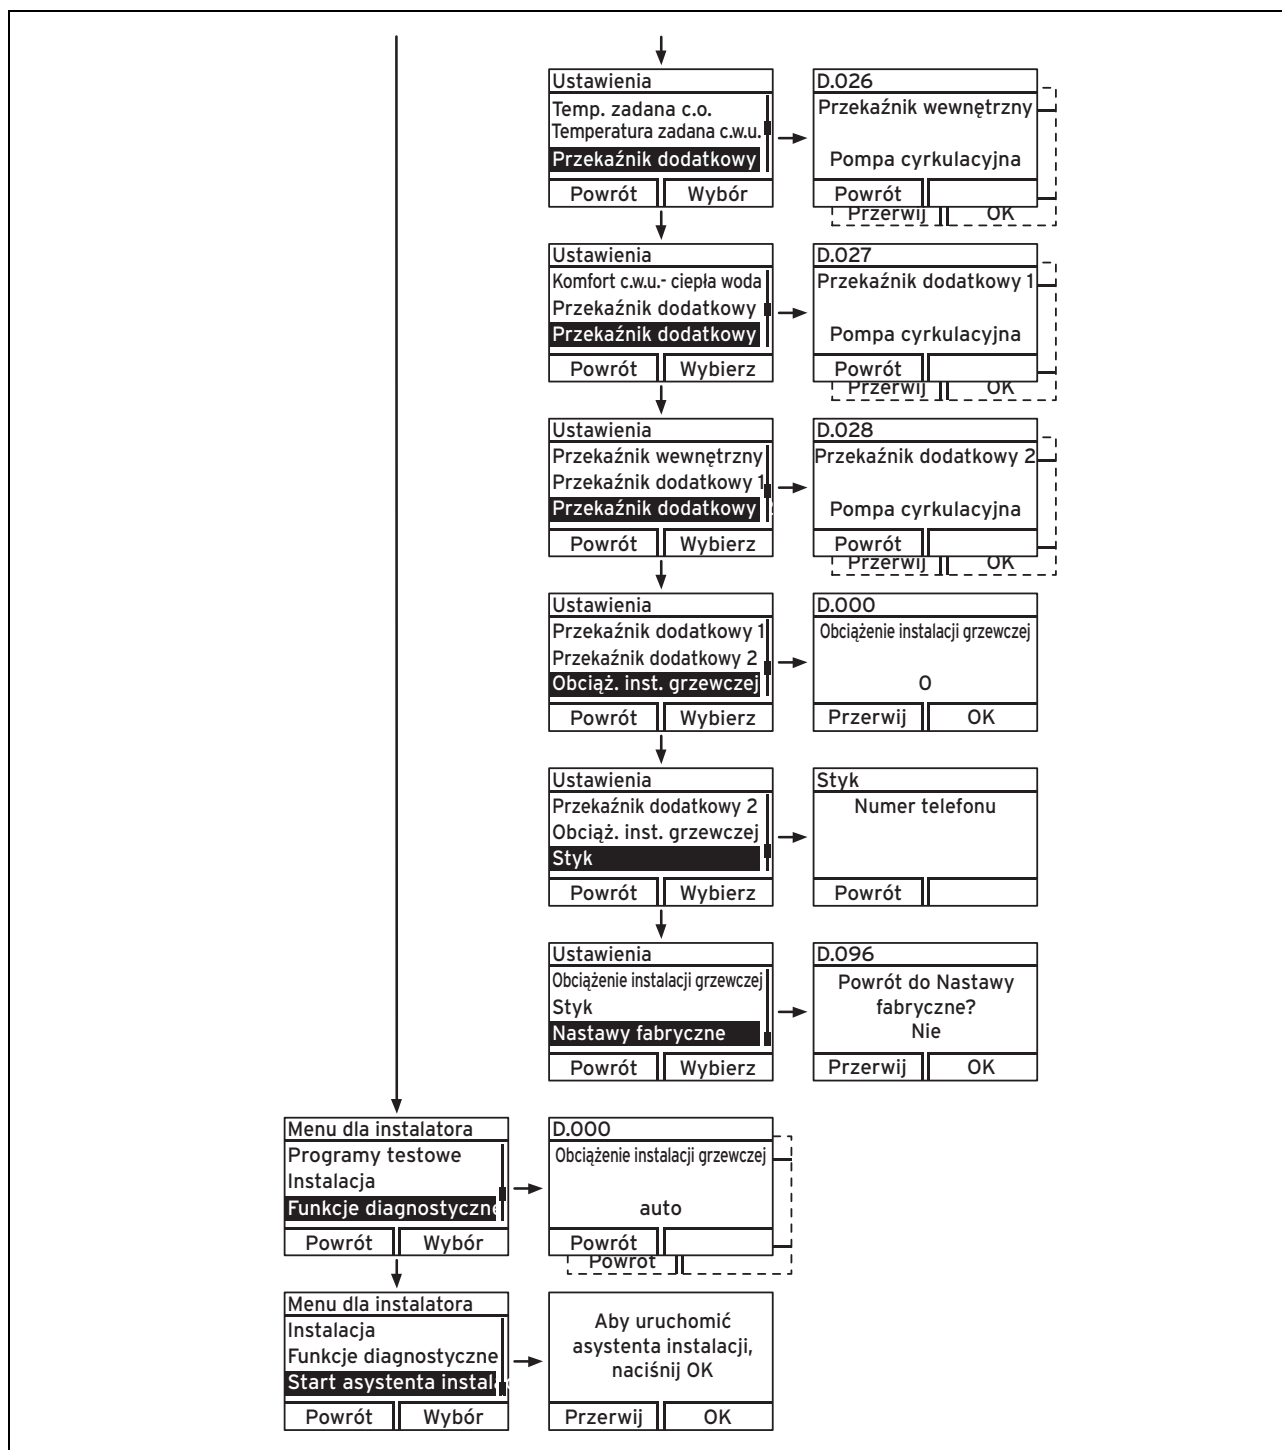 Ustawienia
Temp. zadana c.o.
Temperatura zadana c.w.u.
Przekaźnik dodatkowy
Powrót Wybór
D.026
Przekaźnik wewnętrzny
Pompa cyrkulacyjna
Powrót
Przerwij OK
Ustawienia
Komfort c.w.u.- ciepła woda
Przekaźnik dodatkowy
Przekaźnik dodatkowy
Powrót Wybierz
D.027
Przekaźnik dodatkowy 1
Pompa cyrkulacyjna
Powrót
Przerwij OK
Ustawienia
Przekaźnik wewnętrzny
Przekaźnik dodatkowy 1
Przekaźnik dodatkowy
Powrót Wybierz
D.028
Przekaźnik dodatkowy 2
Pompa cyrkulacyjna
Powrót
Przerwij OK
Ustawienia
Przekaźnik dodatkowy 1
Przekaźnik dodatkowy 2
Obciąż. inst. grzewczej
Powrót Wybierz
D.000
Obciążenie instalacji grzewczej
0
Przerwij OK
Ustawienia
Przekaźnik dodatkowy 2
Obciąż. inst. grzewczej
Styk
Powrót Wybierz
Styk
Numer telefonu
Powrót
Ustawienia
Obciążenie instalacji grzewczej
Styk
Nastawy fabryczne
Powrót Wybierz
D.096
Powrót do Nastawy
fabryczne?
Nie
Przerwij OK
Menu dla instalatora
Programy testowe
Instalacja
Funkcje diagnostyczne
Powrót Wybór
D.000
Obciążenie instalacji grzewczej
auto
Powrót
Powrót
Menu dla instalatora
Instalacja
Funkcje diagnostyczne
Start asystenta instalac
Powrót Wybór
Aby uruchomić
asystenta instalacji,
naciśnij OK
Przerwij OK